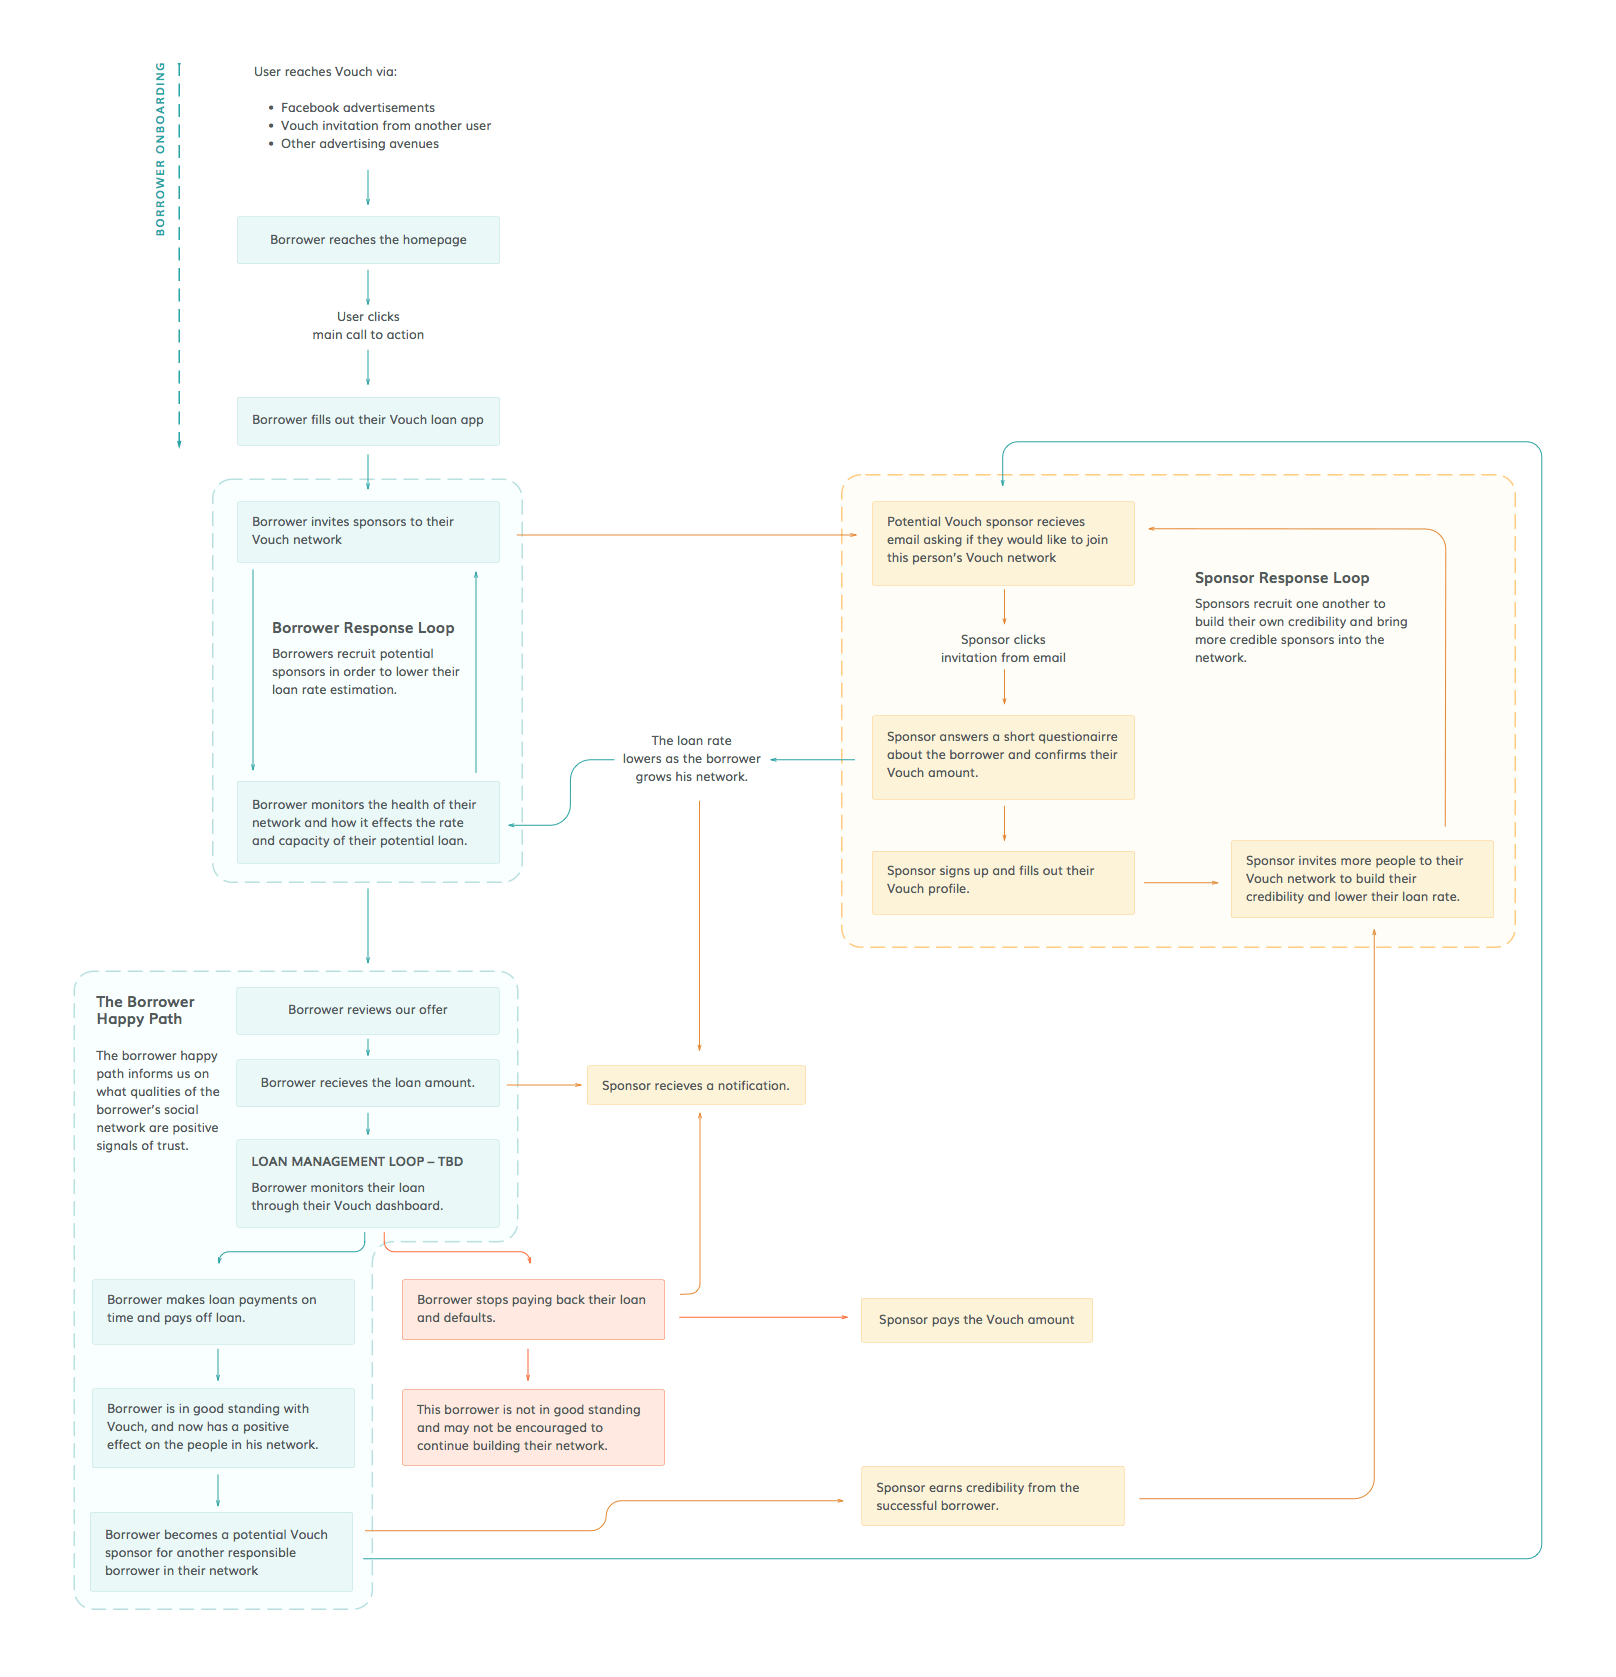 BORROWER ONBOARDING
User reaches Vouch via:
• Facebook advertisements
• Vouch invitation from another user
• Other advertising avenues
Borrower reaches the homepage
User clicks
main call to action
Borrower fills out their Vouch loan app
Borrower invites sponsors to their
Vouch network
Borrower Response Loop
Borrowers recruit potential
sponsors in order to lower their
loan rate estimation.
Borrower monitors the health of their
network and how it effects the rate
and capacity of their potential loan.
The loan rate
lowers as the borrower
grows his network.
Potential Vouch sponsor recieves
email asking if they would like to join
this person's Vouch network
Sponsor clicks
invitation from email
Sponsor answers a short questionairre
about the borrower and confirms their
Vouch amount.
Sponsor signs up and fills out their
Vouch profile.
Sponsor Response Loop
Sponsors recruit one another to
build their own credibility and bring
more credible sponsors into the
network.
Sponsor invites more people to their
Vouch network to build their
credibility and lower their loan rate.
The Borrower
Happy Path
The borrower happy
path informs us on
what qualities of the
borrower's social
network are positive
signals of trust.
Borrower reviews our offer
Borrower recieves the loan amount.
LOAN MANAGEMENT LOOP – TBD
Borrower monitors their loan
through their Vouch dashboard.
Sponsor recieves a notification.
Borrower makes loan payments on
time and pays off loan.
Borrower stops paying back their loan
and defaults.
Sponsor pays the Vouch amount
Borrower is in good standing with
Vouch, and now has a positive
effect on the people in his network.
This borrower is not in good standing
and may not be encouraged to
continue building their network.
Sponsor earns credibility from the
successful borrower.
Borrower becomes a potential Vouch
sponsor for another responsible
borrower in their network